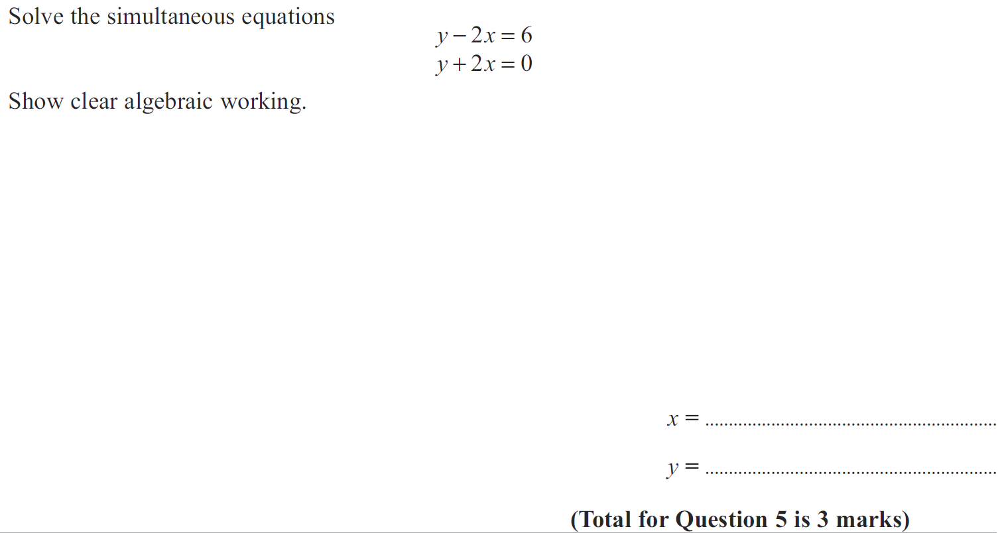 Solve the simultaneous equations
y − 2x = 6
y + 2x = 0
Show clear algebraic working.
x = ..............................................................
y = ..............................................................
(Total for Question 5 is 3 marks)